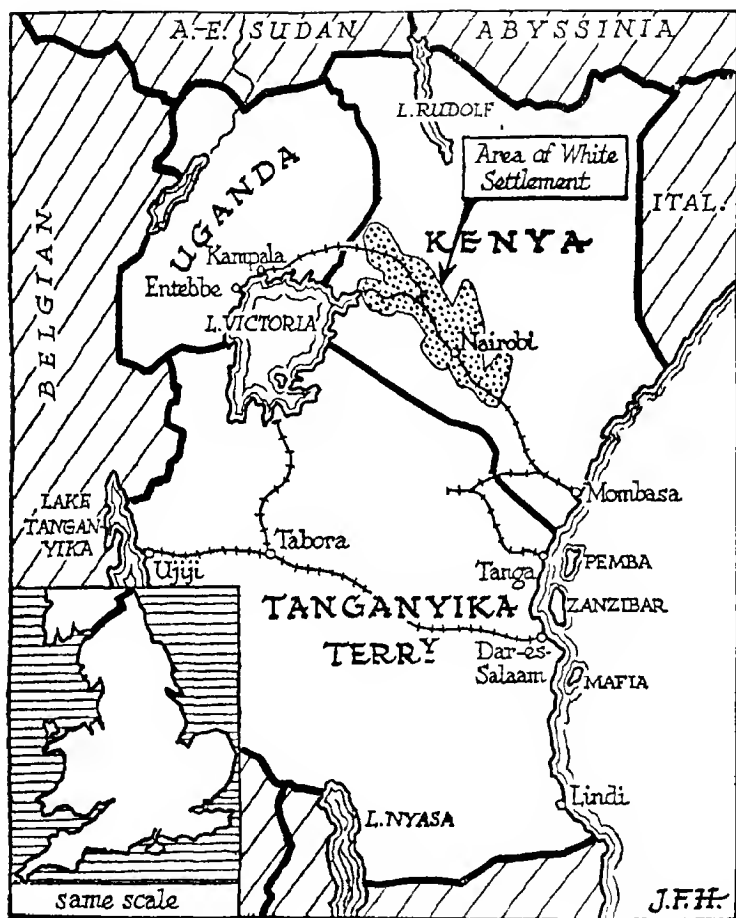 A.-E. SUDAN
ABYSSINIA
L. RUDOLF
Area of White
Settlement
ITAL.
UGANDA
KENYA
Kampala
Entebbe
L. VICTORIA
Nairobi
BELGIAN
LAKE
TANGAN-
YIKA
Mombasa
Tabora
Ujiji
Tanga
PEMBA
ZANZIBAR
TANGANYIKA
TERRY
Dar-es-
Salaam
MAFIA
Lindi
L. NYASA
same scale
J.F.H.